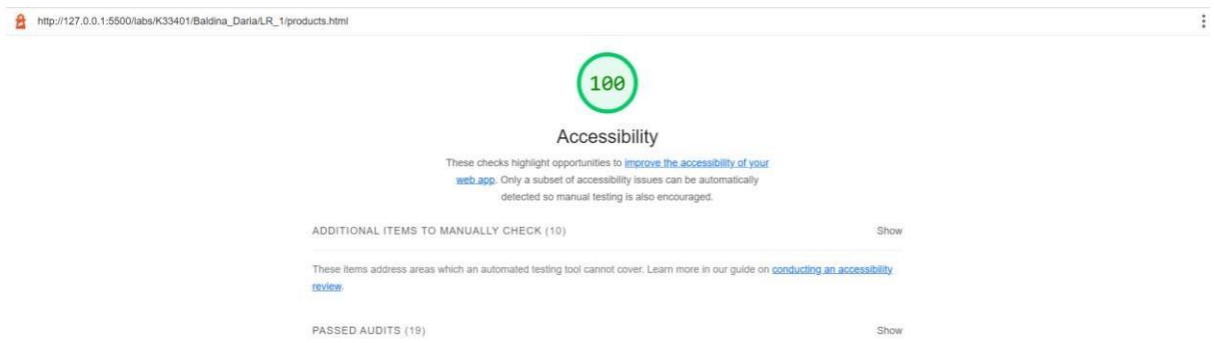 http://127.0.0.1:5500/labs/K33401/Baldina_Daria/LR_1/products.html
100
Accessibility
These checks highlight opportunities to improve the accessibility of your
web app. Only a subset of accessibility issues can be automatically
detected so manual testing is also encouraged.
ADDITIONAL ITEMS TO MANUALLY CHECK (10) Show
These items address areas which an automated testing tool cannot cover. Learn more in our guide on conducting an accessibility
review.
PASSED AUDITS (19) Show